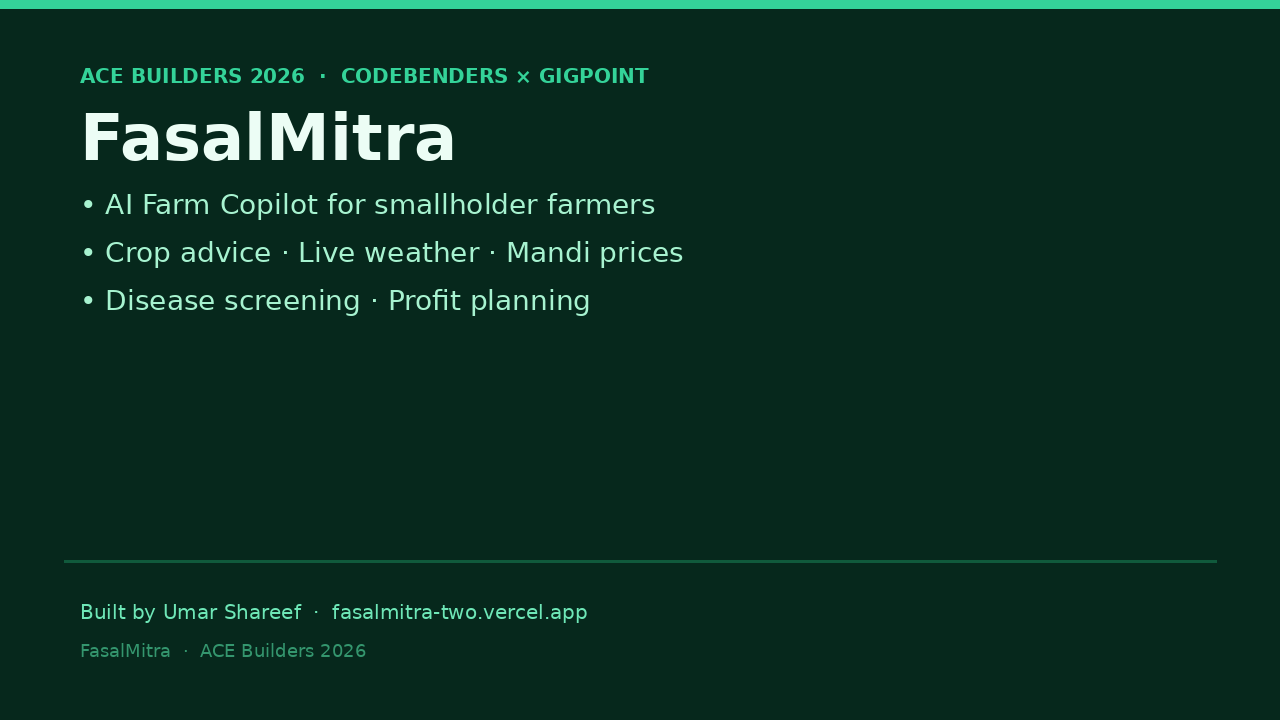 ACE BUILDERS 2026 · CODEBENDERS × GIGPOINT
FasalMitra
• AI Farm Copilot for smallholder farmers
• Crop advice · Live weather · Mandi prices
• Disease screening · Profit planning
Built by Umar Shareef · fasalmitra-two.vercel.app
FasalMitra · ACE Builders 2026